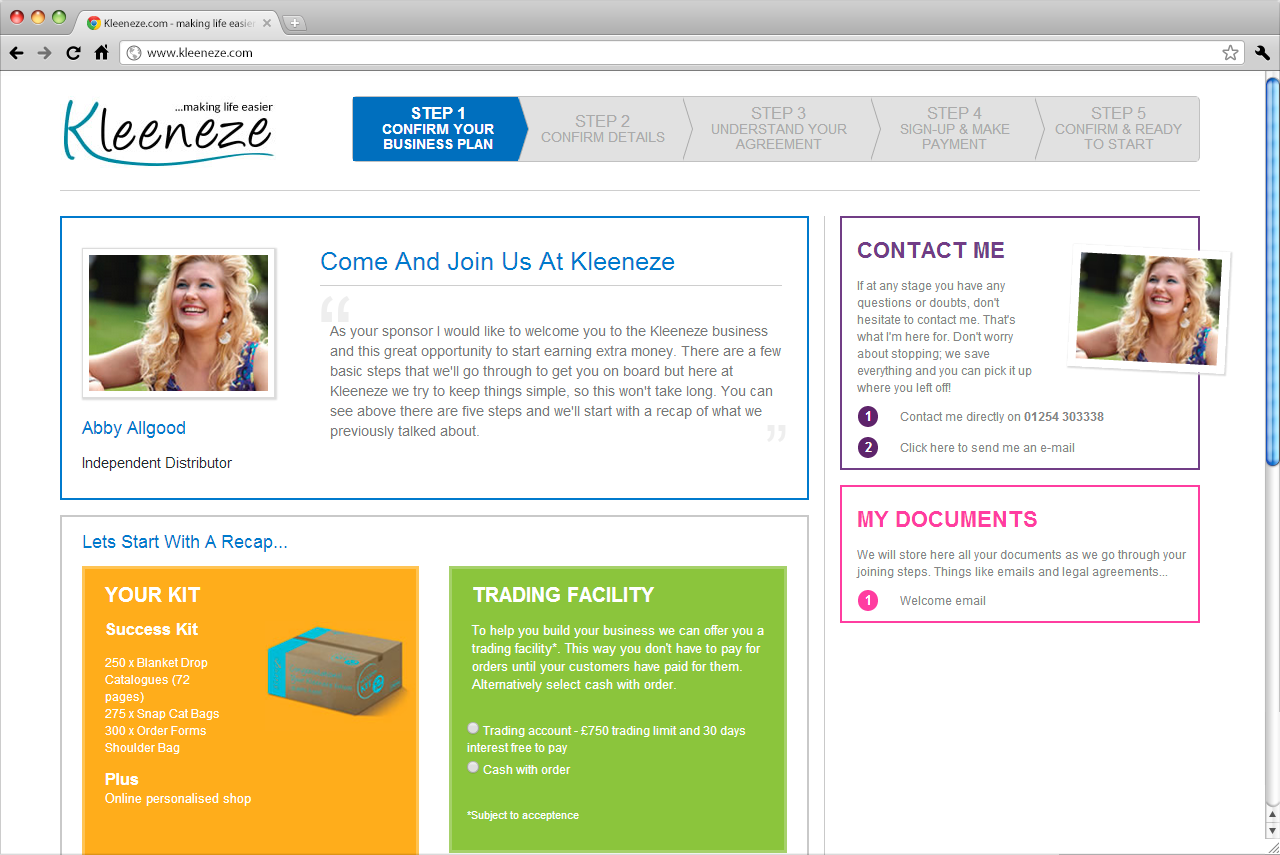 Kleeneze.com - making life easier
www.kleeneze.com
...making life easier
Kleeneze
STEP 1
CONFIRM YOUR
BUSINESS PLAN
STEP 2
CONFIRM DETAILS
STEP 3
UNDERSTAND YOUR
AGREEMENT
STEP 4
SIGN-UP & MAKE
PAYMENT
STEP 5
CONFIRM & READY
TO START
Come And Join Us At Kleeneze
“
As your sponsor I would like to welcome you to the Kleeneze business
and this great opportunity to start earning extra money. There are a few
basic steps that we'll go through to get you on board but here at
Kleeneze we try to keep things simple, so this won't take long. You can
see above there are five steps and we'll start with a recap of what we
previously talked about.
”
Abby Allgood
Independent Distributor
CONTACT ME
If at any stage you have any
questions or doubts, don't
hesitate to contact me. That's
what I'm here for. Don't worry
about stopping; we save
everything and you can pick it up
where you left off!
1 Contact me directly on 01254 303338
2 Click here to send me an e-mail
MY DOCUMENTS
We will store here all your documents as we go through your
joining steps. Things like emails and legal agreements...
1 Welcome email
Lets Start With A Recap...
YOUR KIT
Success Kit
250 x Blanket Drop
Catalogues (72
pages)
275 x Snap Cat Bags
300 x Order Forms
Shoulder Bag
Plus
Online personalised shop
TRADING FACILITY
To help you build your business we can offer you a
trading facility*. This way you don't have to pay for
orders until your customers have paid for them.
Alternatively select cash with order.
Trading account - £750 trading limit and 30 days
interest free to pay
Cash with order
*Subject to acceptence